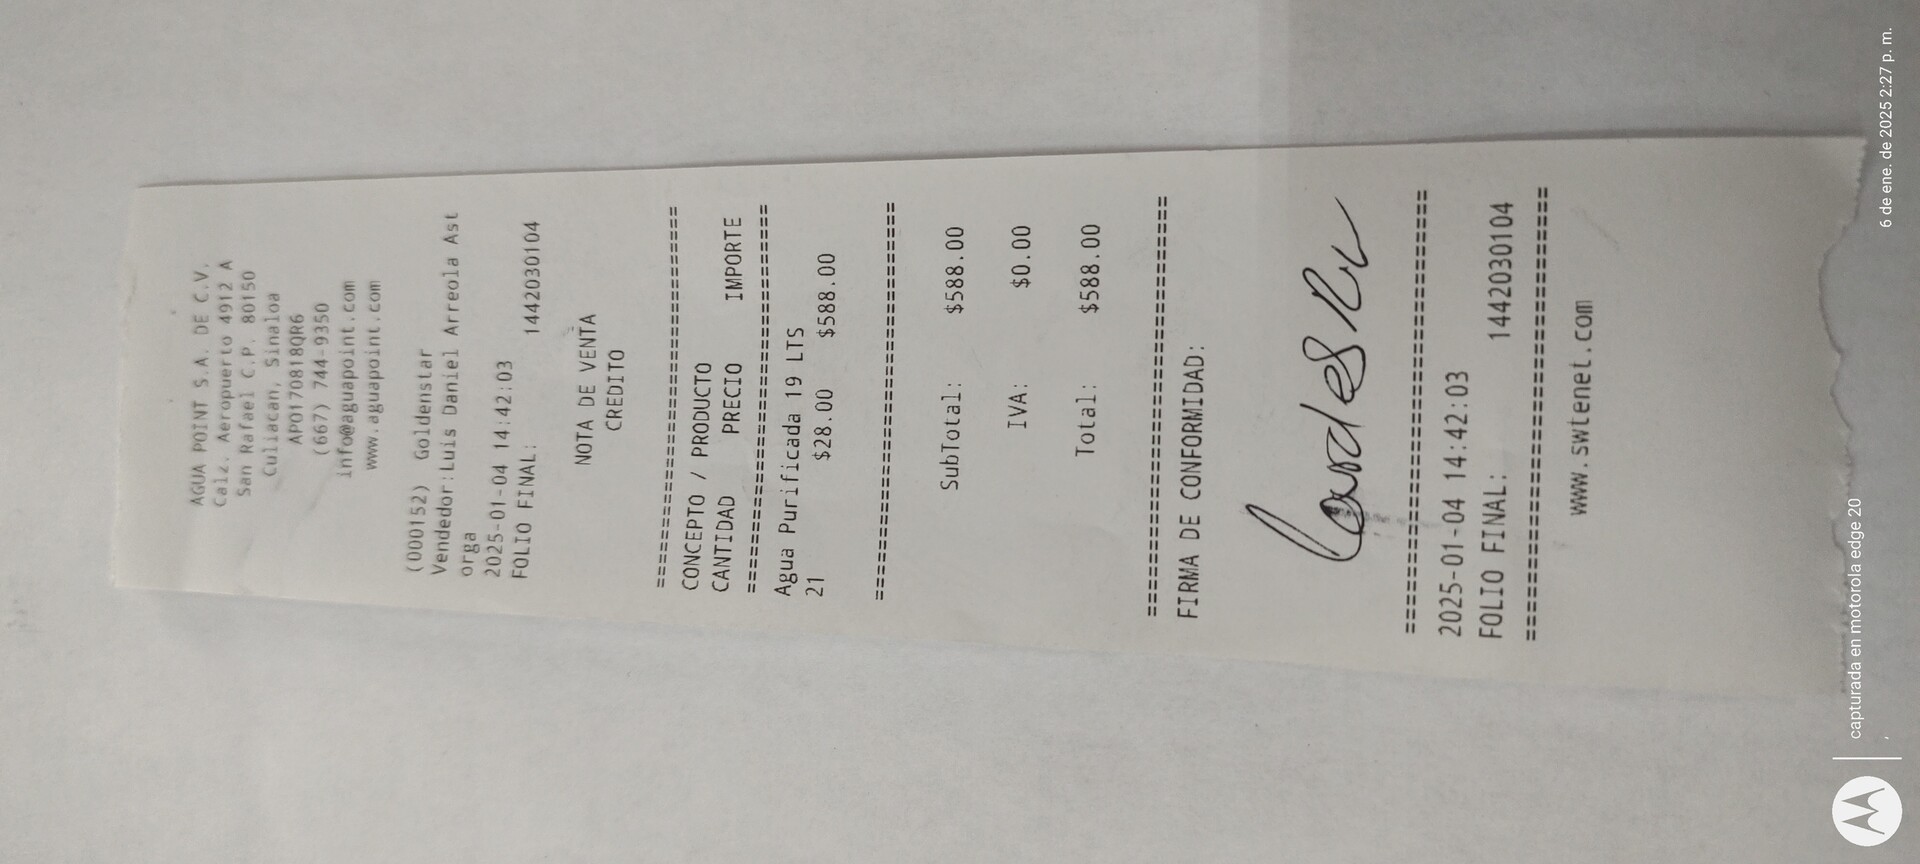 AGUA POINT S.A. DE C.V.
Calz. Aeropuerto 4912 A
San Rafael C.P. 80150
Culiacan, Sinaloa
APO170818QR6
(667) 744-9350
info@aguapoint.com
www.aguapoint.com
(000152) Goldenstar
Vendedor:Luis Daniel Arreola Ast
orga
2025-01-04 14:42:03
FOLIO FINAL: 1442030104
NOTA DE VENTA
CREDITO
================================
CONCEPTO / PRODUCTO
CANTIDAD PRECIO IMPORTE
================================
Agua Purificada 19 LTS
21 $28.00 $588.00
================================
SubTotal: $588.00
IVA: $0.00
Total: $588.00
================================
FIRMA DE CONFORMIDAD:
================================
2025-01-04 14:42:03
FOLIO FINAL: 1442030104
================================
www.swtenet.com
capturada en motorola edge 20
6 de ene. de 2025 2:27 p. m.